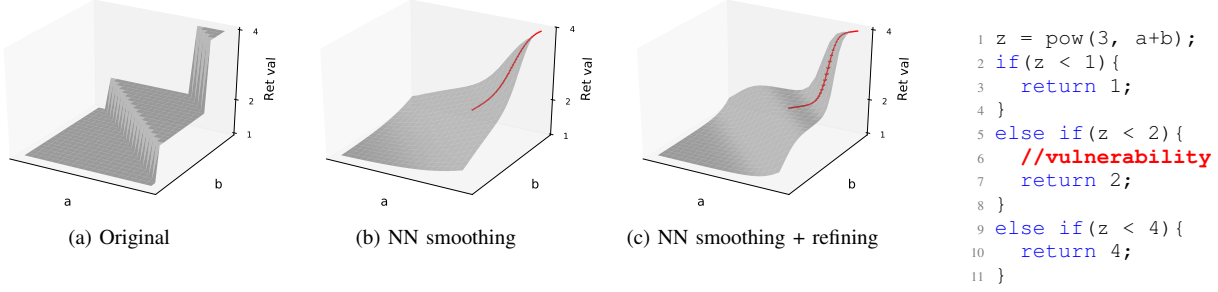 4
2
1
Ret val
b
a
(a) Original
4
2
1
Ret val
b
a
(b) NN smoothing
4
2
1
Ret val
b
a
(c) NN smoothing + refining
1 z = pow(3, a+b);
2 if(z < 1){
3 return 1;
4 }
5 else if(z < 2){
6 //vulnerability
7 return 2;
8 }
9 else if(z < 4){
10 return 4;
11 }